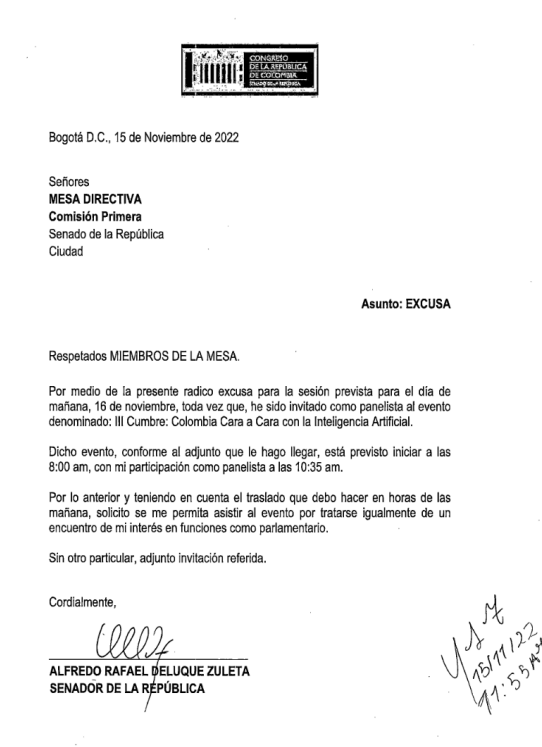 CONGRESO
DE LA REPÚBLICA
DE COLOMBIA
SENADO DE LA REPÚBLICA
Bogotá D.C., 15 de Noviembre de 2022
Señores
MESA DIRECTIVA
Comisión Primera
Senado de la República
Ciudad
Asunto: EXCUSA
Respetados MIEMBROS DE LA MESA.
Por medio de la presente radico excusa para la sesión prevista para el día de
mañana, 16 de noviembre, toda vez que, he sido invitado como panelista al evento
denominado: III Cumbre: Colombia Cara a Cara con la Inteligencia Artificial.
Dicho evento, conforme al adjunto que le hago llegar, está previsto iniciar a las
8:00 am, con mi participación como panelista a las 10:35 am.
Por lo anterior y teniendo en cuenta el traslado que debo hacer en horas de las
mañana, solicito se me permita asistir al evento por tratarse igualmente de un
encuentro de mi interés en funciones como parlamentario.
Sin otro particular, adjunto invitación referida.
Cordialmente,
ALFREDO RAFAEL DELUQUE ZULETA
SENADOR DE LA REPÚBLICA
15/11/22
11:55 AM